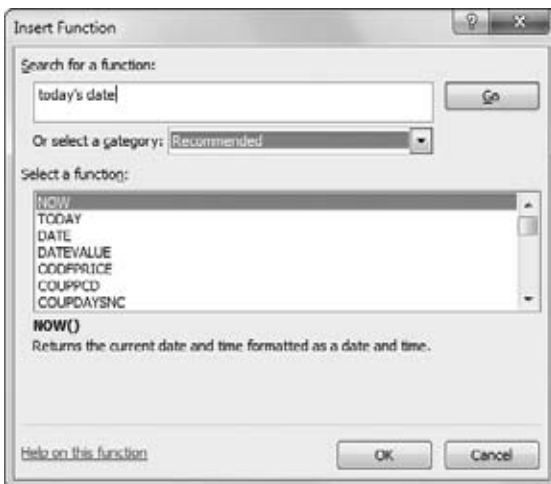 Insert Function
Search for a function:
today's date
Go
Or select a category: Recommended
Select a function:
NOW
TODAY
DATE
DATEVALUE
ODDFPRICE
COUPPCD
COUPDAYSNC
NOW()
Returns the current date and time formatted as a date and time.
Help on this function
OK
Cancel